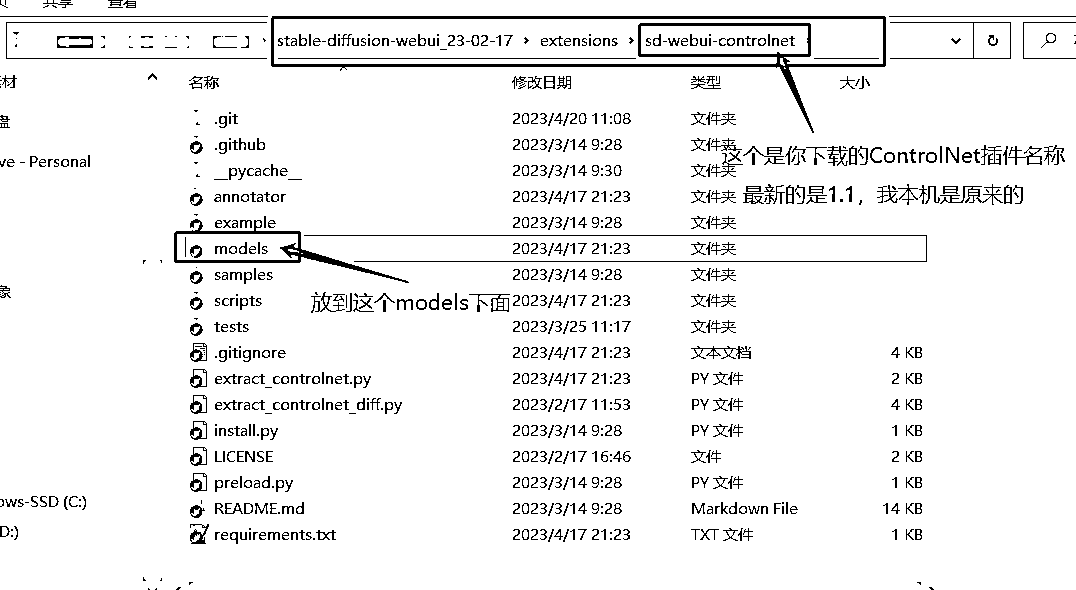 共享 查看
stable-diffusion-webui_23-02-17 › extensions › sd-webui-controlnet
名称 修改日期 类型 大小
.git 2023/4/20 11:08 文件夹
.github 2023/3/14 9:28 文件夹
__pycache__ 2023/3/14 9:30 文件夹
这个是你下载的ControlNet插件名称
ve - Personal
annotator 2023/4/17 21:23 文件夹
最新的是1.1，我本机是原来的
example 2023/3/14 9:28 文件夹
models 2023/4/17 21:23 文件夹
samples 2023/3/14 9:28 文件夹
scripts 2023/4/17 21:23 文件夹
放到这个models下面
tests 2023/3/25 11:17 文件夹
.gitignore 2023/4/17 21:23 文本文档 4 KB
extract_controlnet.py 2023/4/17 21:23 PY 文件 2 KB
extract_controlnet_diff.py 2023/2/17 11:53 PY 文件 4 KB
install.py 2023/3/14 9:28 PY 文件 1 KB
LICENSE 2023/2/17 16:46 文件 2 KB
preload.py 2023/3/14 9:28 PY 文件 1 KB
ows-SSD (C:)
README.md 2023/3/14 9:28 Markdown File 14 KB
D:)
requirements.txt 2023/4/17 21:23 TXT 文件 1 KB